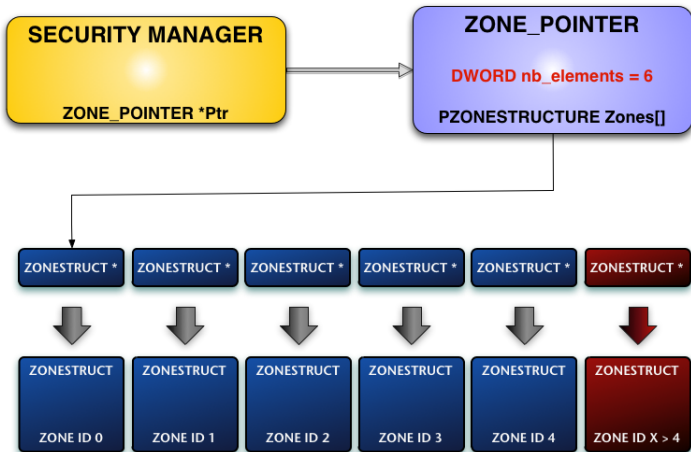 SECURITY MANAGER
ZONE_POINTER *Ptr
ZONE_POINTER
DWORD nb_elements = 6
PZONESTRUCTURE Zones[]
ZONESTRUCT *
ZONESTRUCT *
ZONESTRUCT *
ZONESTRUCT *
ZONESTRUCT *
ZONESTRUCT *
ZONESTRUCT
ZONE ID 0
ZONESTRUCT
ZONE ID 1
ZONESTRUCT
ZONE ID 2
ZONESTRUCT
ZONE ID 3
ZONESTRUCT
ZONE ID 4
ZONESTRUCT
ZONE ID X > 4